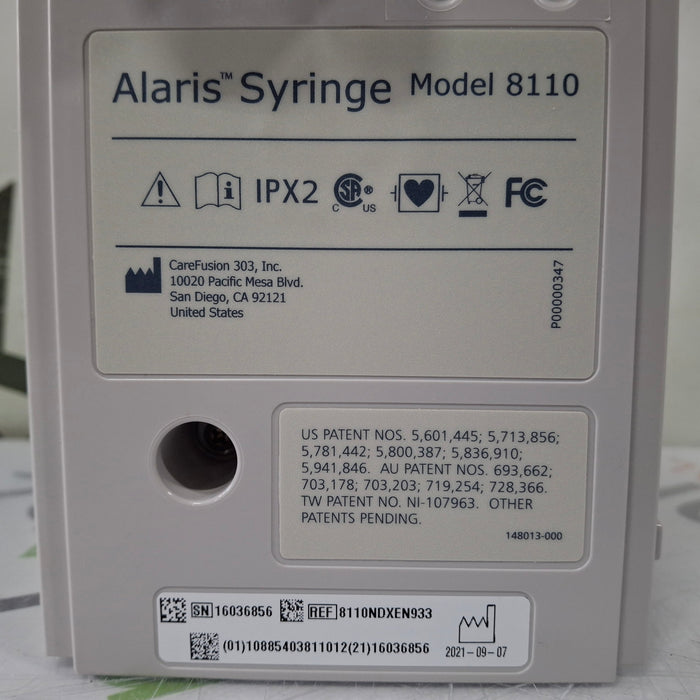 Alaris™ Syringe Model 8110
IPX2 C SA ® US FC
CareFusion 303, Inc.
10020 Pacific Mesa Blvd.
San Diego, CA 92121
United States
P00000347
US PATENT NOS. 5,601,445; 5,713,856;
5,781,442; 5,800,387; 5,836,910;
5,941,846. AU PATENT NOS. 693,662;
703,178; 703,203; 719,254; 728,366.
TW PATENT NO. NI-107963. OTHER
PATENTS PENDING.
148013-000
SN 16036856 REF 8110NDXEN933
(01)10885403811012(21)16036856
2021-09-07